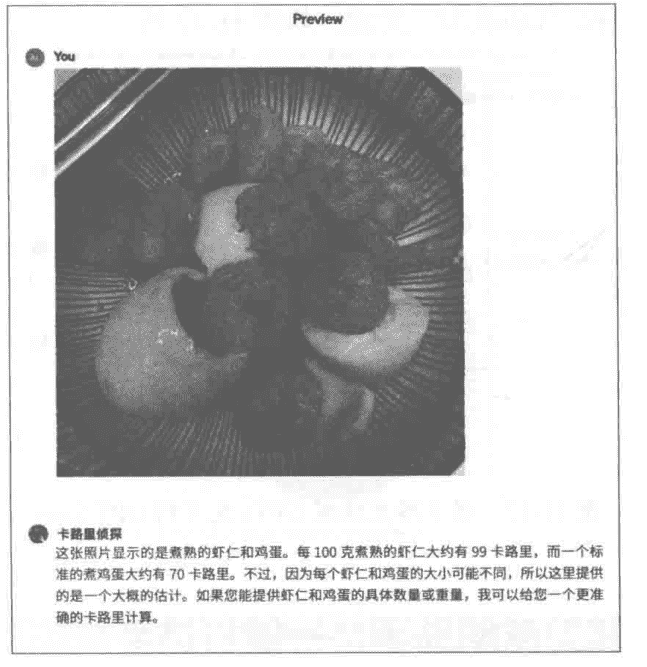 Preview
You
卡路里侦探
这张照片显示的是煮熟的虾仁和鸡蛋。每 100 克煮熟的虾仁大约有 99 卡路里，而一个标
准的煮鸡蛋大约有 70 卡路里。不过，因为每个虾仁和鸡蛋的大小可能不同，所以这里提供
的是一个大概的估计。如果您能提供虾仁和鸡蛋的具体数量或重量，我可以给您一个更准
确的卡路里计算。